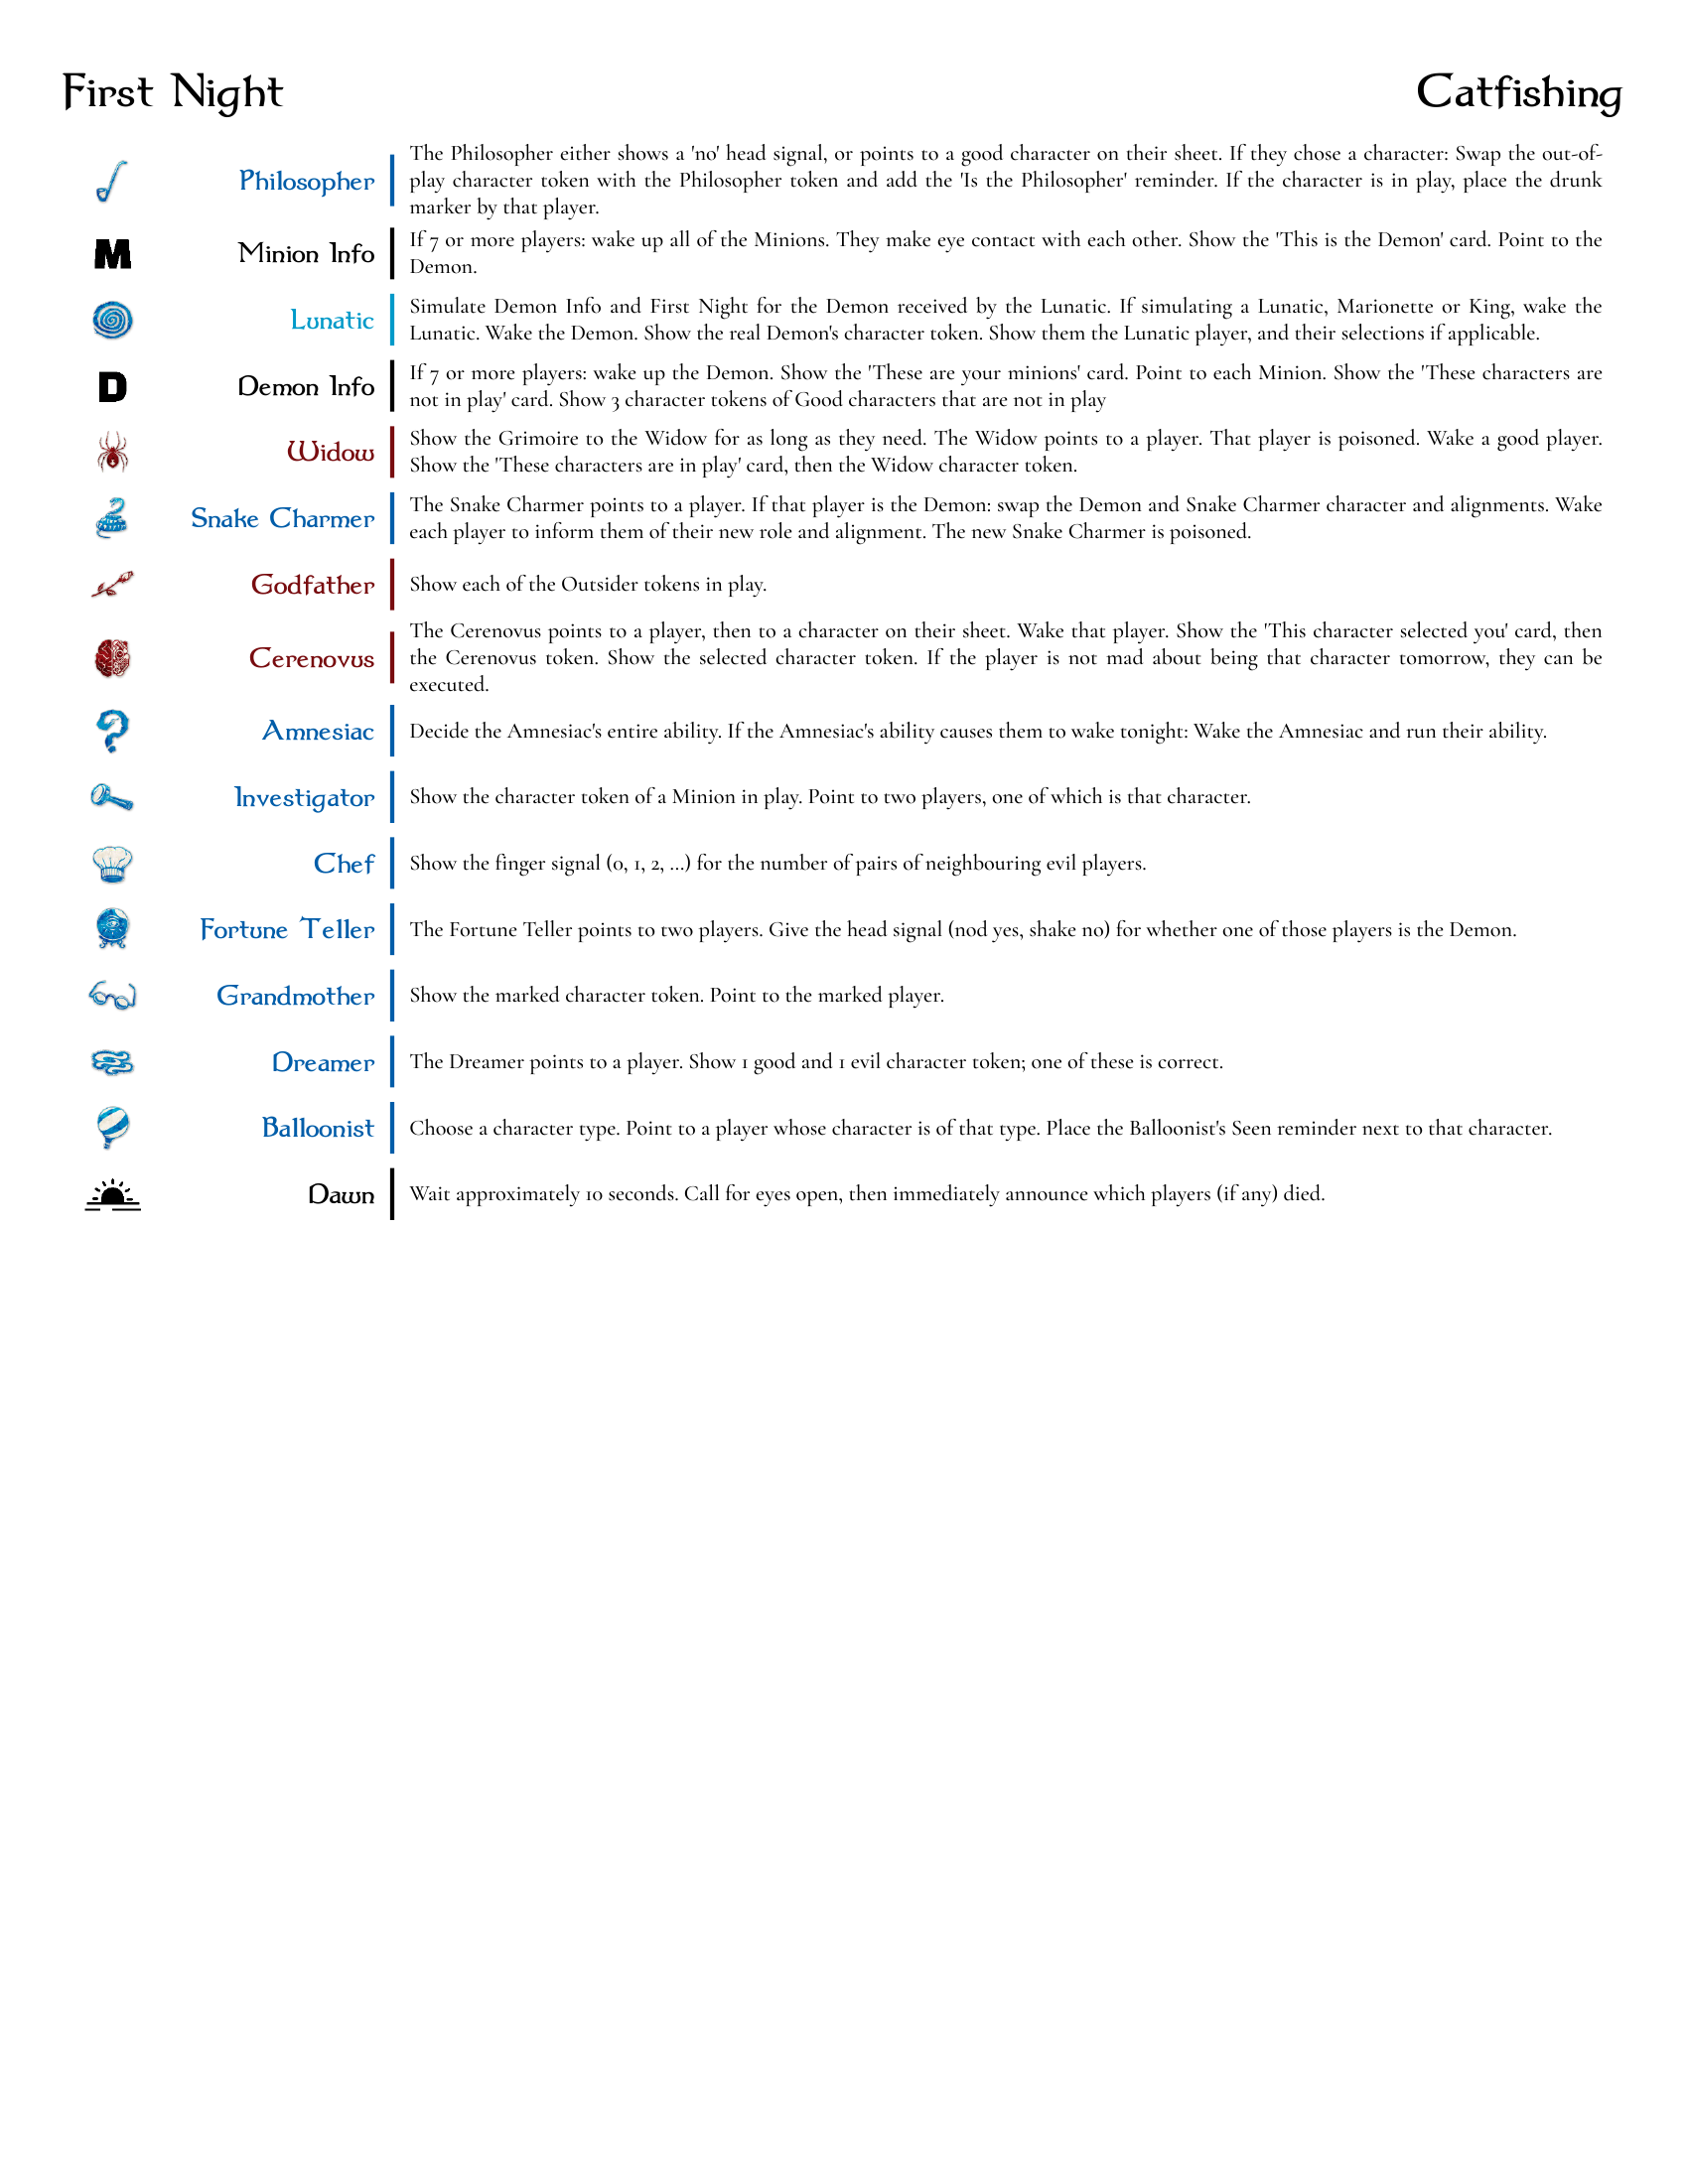 First Night
Catfishing
Philosopher
The Philosopher either shows a 'no' head signal, or points to a good character on their sheet. If they chose a character: Swap the out-of-
play character token with the Philosopher token and add the 'Is the Philosopher' reminder. If the character is in play, place the drunk
marker by that player.
M
Minion Info
If 7 or more players: wake up all of the Minions. They make eye contact with each other. Show the 'This is the Demon' card. Point to the
Demon.
Lunatic
Simulate Demon Info and First Night for the Demon received by the Lunatic. If simulating a Lunatic, Marionette or King, wake the
Lunatic. Wake the Demon. Show the real Demon's character token. Show them the Lunatic player, and their selections if applicable.
D
Demon Info
If 7 or more players: wake up the Demon. Show the 'These are your minions' card. Point to each Minion. Show the 'These characters are
not in play' card. Show 3 character tokens of Good characters that are not in play
Widow
Show the Grimoire to the Widow for as long as they need. The Widow points to a player. That player is poisoned. Wake a good player.
Show the 'These characters are in play' card, then the Widow character token.
Snake Charmer
The Snake Charmer points to a player. If that player is the Demon: swap the Demon and Snake Charmer character and alignments. Wake
each player to inform them of their new role and alignment. The new Snake Charmer is poisoned.
Godfather
Show each of the Outsider tokens in play.
Cerenovus
The Cerenovus points to a player, then to a character on their sheet. Wake that player. Show the 'This character selected you' card, then
the Cerenovus token. Show the selected character token. If the player is not mad about being that character tomorrow, they can be
executed.
Amnesiac
Decide the Amnesiac's entire ability. If the Amnesiac's ability causes them to wake tonight: Wake the Amnesiac and run their ability.
Investigator
Show the character token of a Minion in play. Point to two players, one of which is that character.
Chef
Show the finger signal (0, 1, 2, ...) for the number of pairs of neighbouring evil players.
Fortune Teller
The Fortune Teller points to two players. Give the head signal (nod yes, shake no) for whether one of those players is the Demon.
Grandmother
Show the marked character token. Point to the marked player.
Dreamer
The Dreamer points to a player. Show 1 good and 1 evil character token; one of these is correct.
Balloonist
Choose a character type. Point to a player whose character is of that type. Place the Balloonist's Seen reminder next to that character.
Dawn
Wait approximately 10 seconds. Call for eyes open, then immediately announce which players (if any) died.